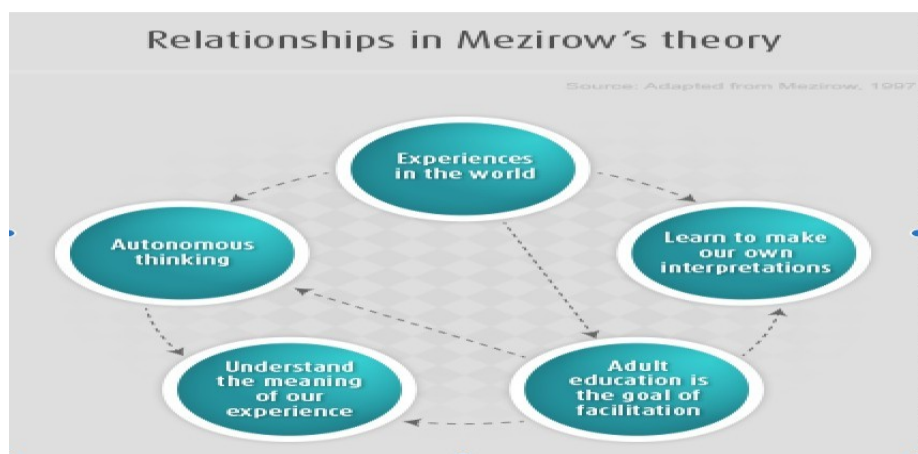 Relationships in Mezirow's theory
Source: Adapted from Mezirow, 1997
Experiences
in the world
Autonomous
thinking
Learn to make
our own
interpretations
Understand
the meaning
of our
experience
Adult
education is
the goal of
facilitation